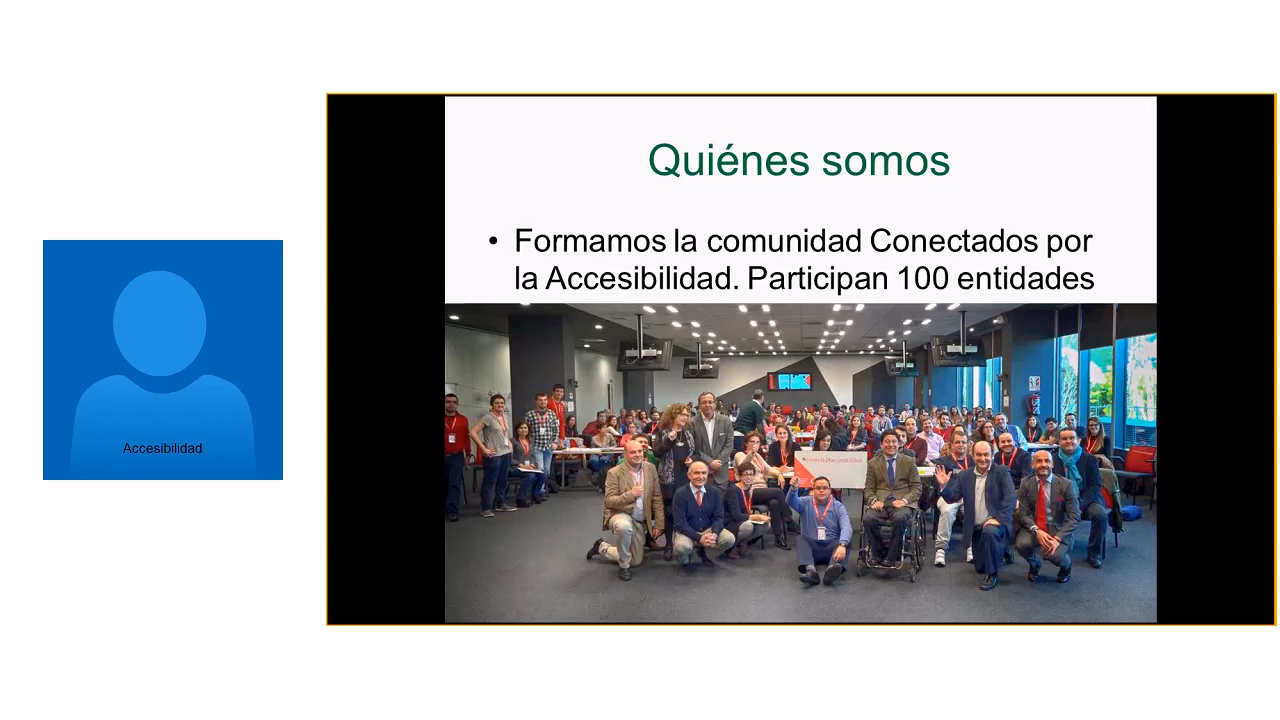 Quiénes somos
• Formamos la comunidad Conectados por
la Accesibilidad. Participan 100 entidades
Accesibilidad